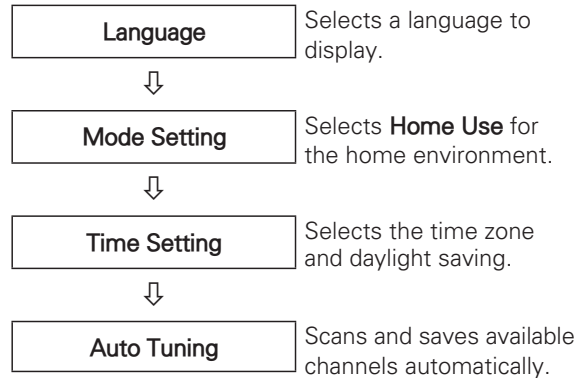 Language
Selects a language to
display.
⇩
Mode Setting
Selects Home Use for
the home environment.
⇩
Time Setting
Selects the time zone
and daylight saving.
⇩
Auto Tuning
Scans and saves available
channels automatically.